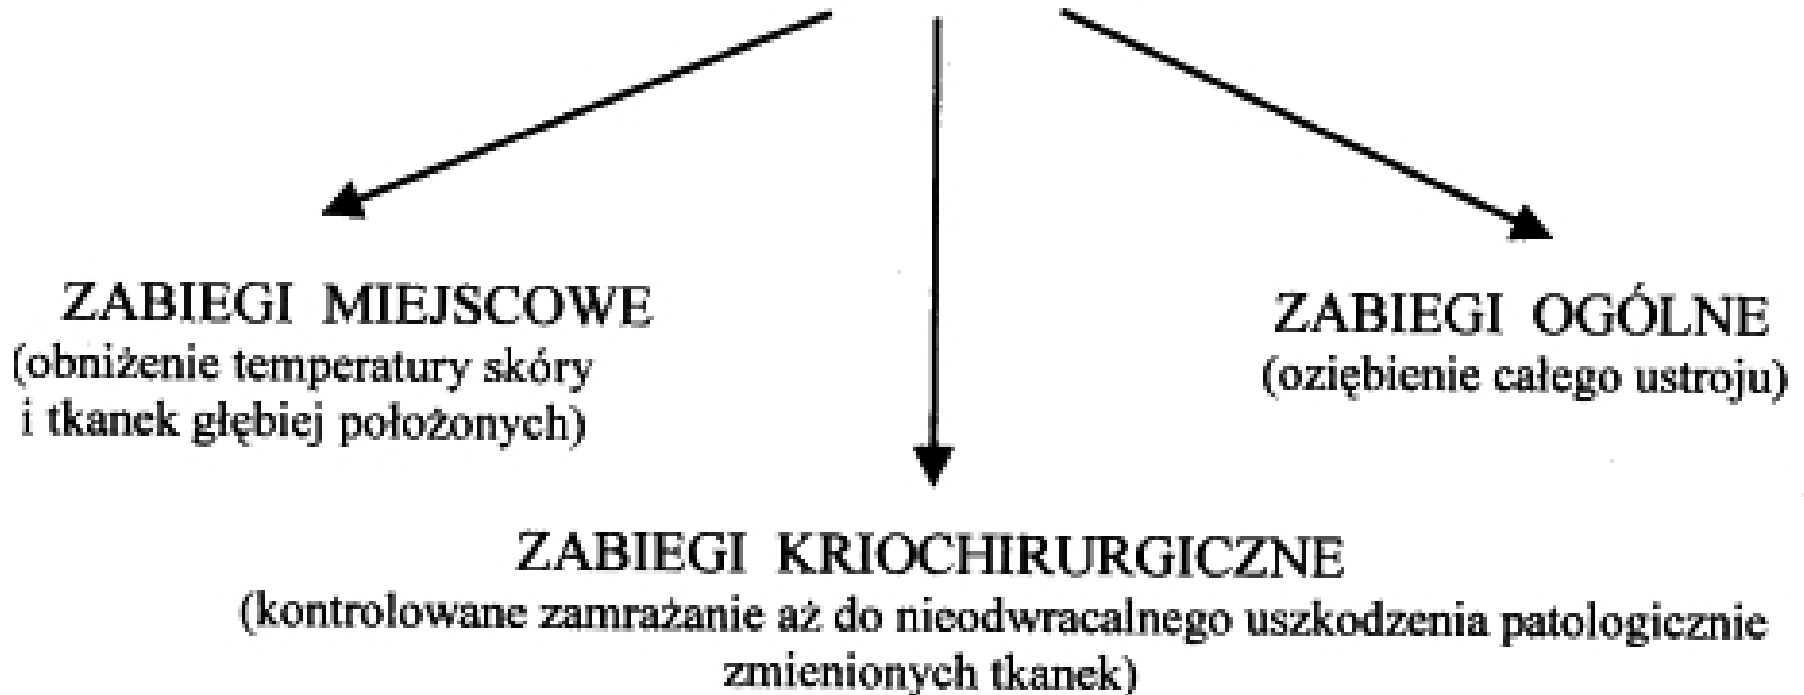 ZABIEGI MIEJSCOWE
(obniżenie temperatury skóry
i tkanek głębiej położonych)
ZABIEGI OGÓLNE
(oziębienie całego ustroju)
ZABIEGI KRIOCHIRURGICZNE
(kontrolowane zamrażanie aż do nieodwracalnego uszkodzenia patologicznie
zmienionych tkanek)